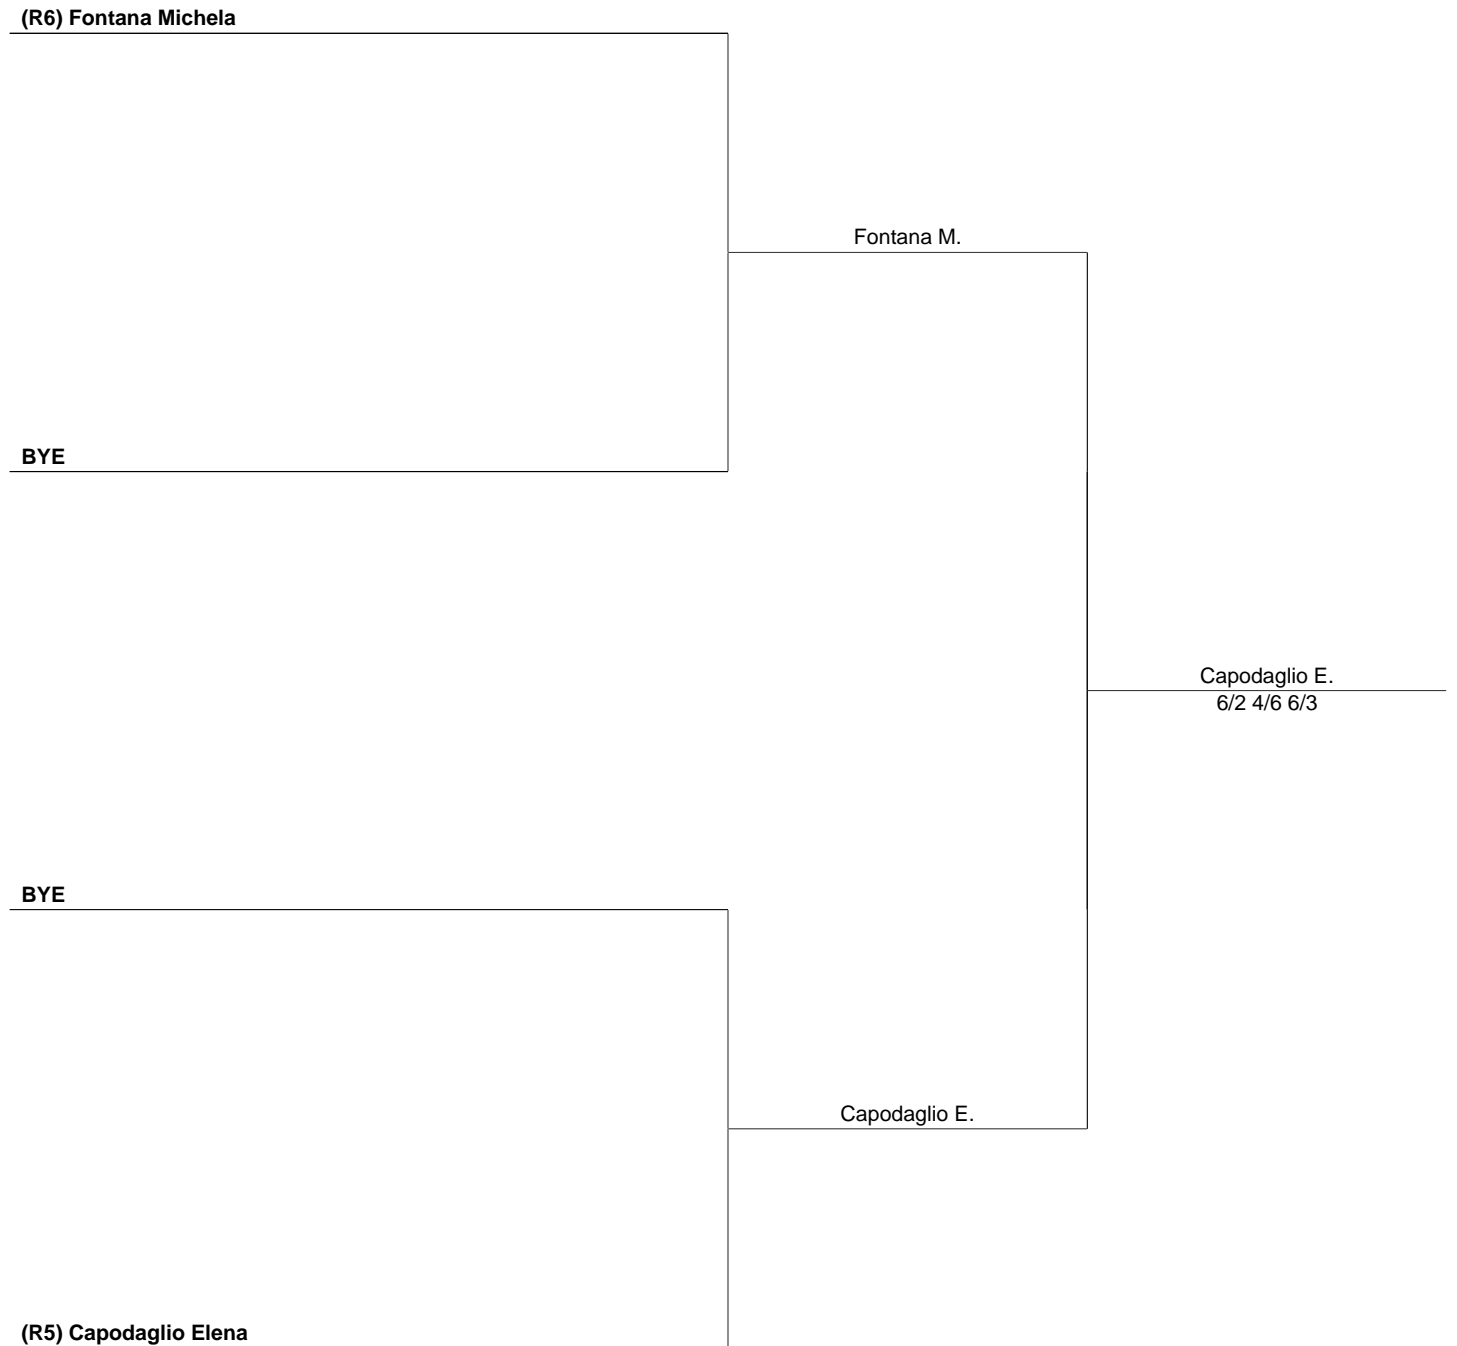 (R6) Fontana Michela
Fontana M.
BYE
Capodaglio E.
6/2 4/6 6/3
BYE
Capodaglio E.
(R5) Capodaglio Elena